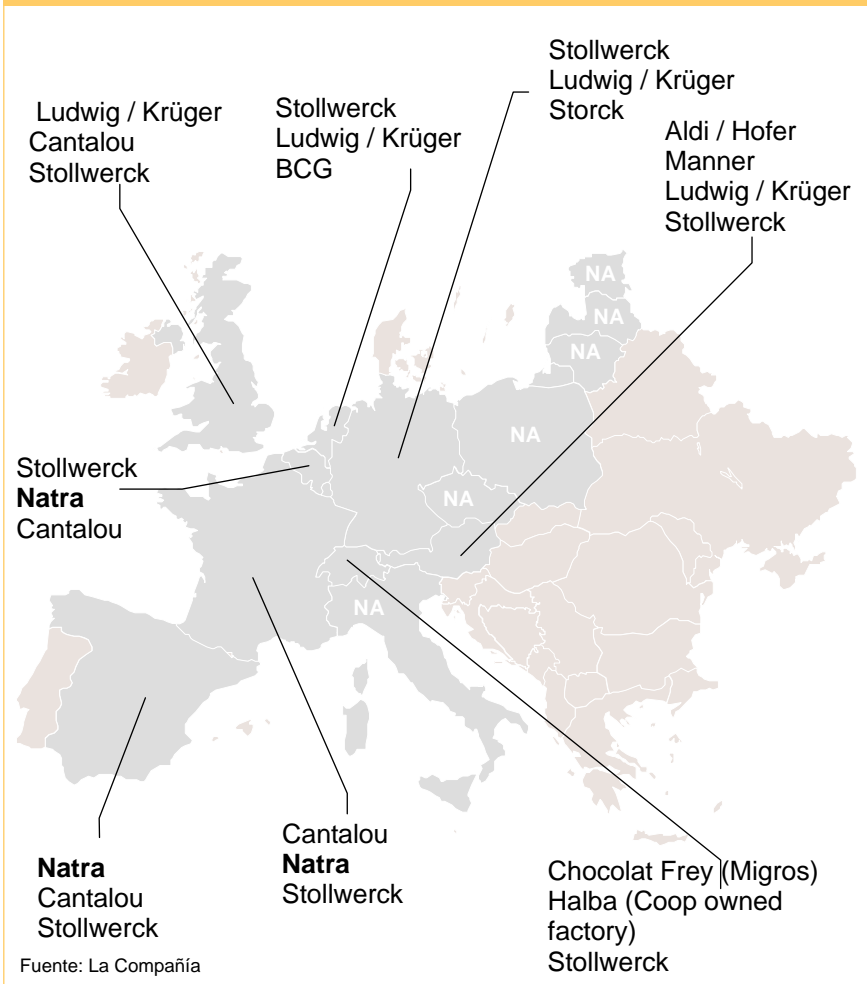 Stollwerck
Ludwig / Krüger
Storck
Ludwig / Krüger
Cantalou
Stollwerck
Stollwerck
Ludwig / Krüger
BCG
Aldi / Hofer
Manner
Ludwig / Krüger
Stollwerck
NA
NA
NA
NA
NA
NA
Stollwerck
Natra
Cantalou
Natra
Cantalou
Stollwerck
Cantalou
Natra
Stollwerck
Chocolat Frey (Migros)
Halba (Coop owned
factory)
Stollwerck
Fuente: La Compañía